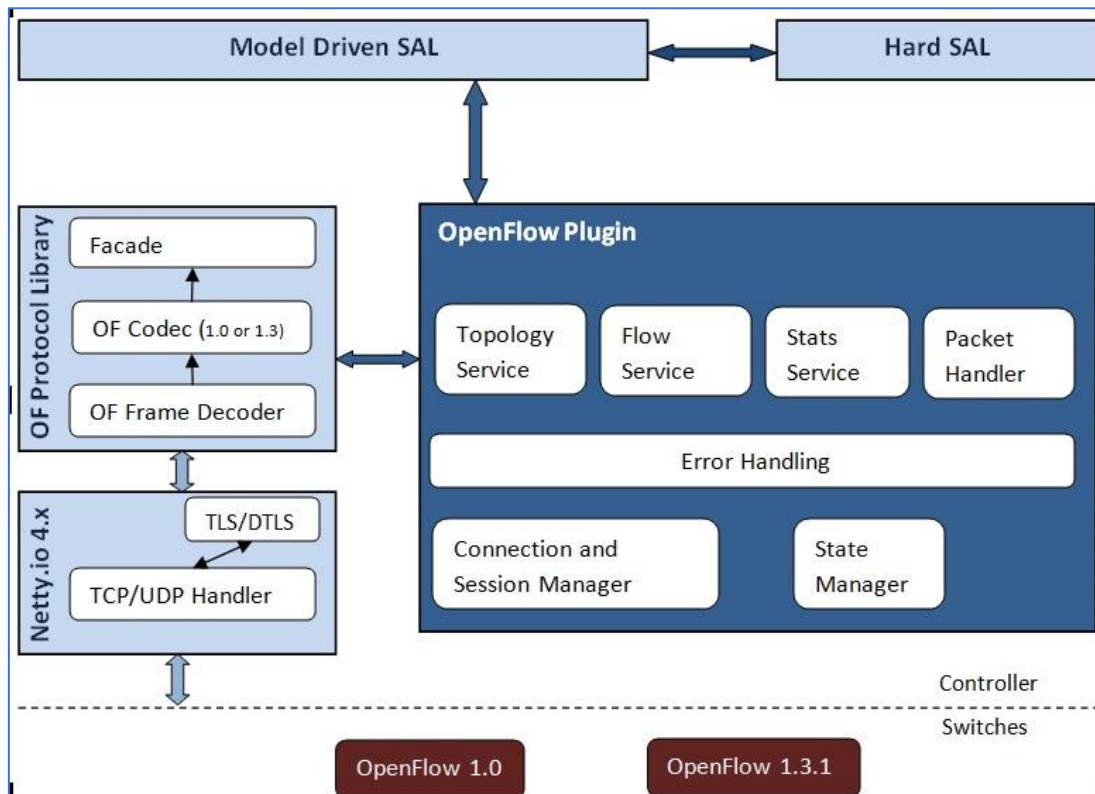 Model Driven SAL
Hard SAL
OF Protocol Library
Facade
OF Codec (1.0 or 1.3)
OF Frame Decoder
OpenFlow Plugin
Topology
Service
Flow
Service
Stats
Service
Packet
Handler
Error Handling
Connection and
Session Manager
State
Manager
Netty.io 4.x
TLS/DTLS
TCP/UDP Handler
Controller
Switches
OpenFlow 1.0
OpenFlow 1.3.1